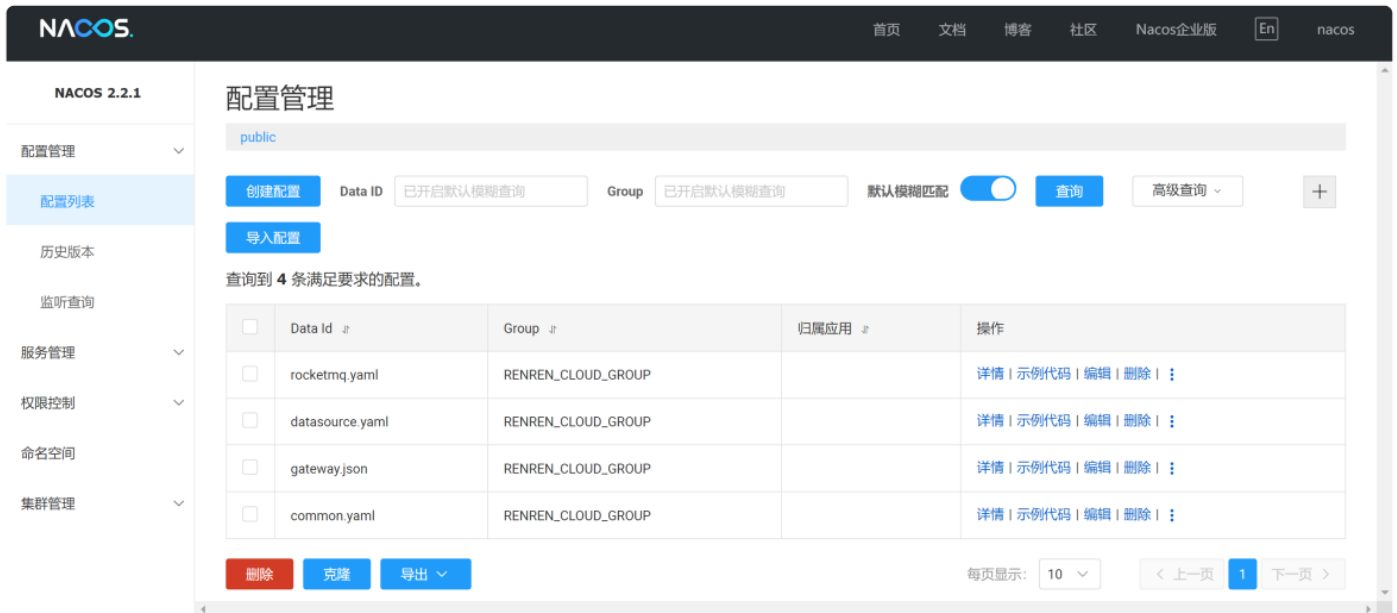 NACOS.
首页 文档 博客 社区 Nacos企业版 En nacos
NACOS 2.2.1
配置管理
配置列表
历史版本
监听查询
服务管理
权限控制
命名空间
集群管理
配置管理
public
创建配置 Data ID 已开启默认模糊查询 Group 已开启默认模糊查询 默认模糊匹配 查询 高级查询
导入配置
查询到 4 条满足要求的配置。
Data Id Group 归属应用 操作
rocketmq.yaml RENREN_CLOUD_GROUP 详情 | 示例代码 | 编辑 | 删除 |
datasource.yaml RENREN_CLOUD_GROUP 详情 | 示例代码 | 编辑 | 删除 |
gateway.json RENREN_CLOUD_GROUP 详情 | 示例代码 | 编辑 | 删除 |
common.yaml RENREN_CLOUD_GROUP 详情 | 示例代码 | 编辑 | 删除 |
删除 克隆 导出 每页显示: 10 上一页 1 下一页